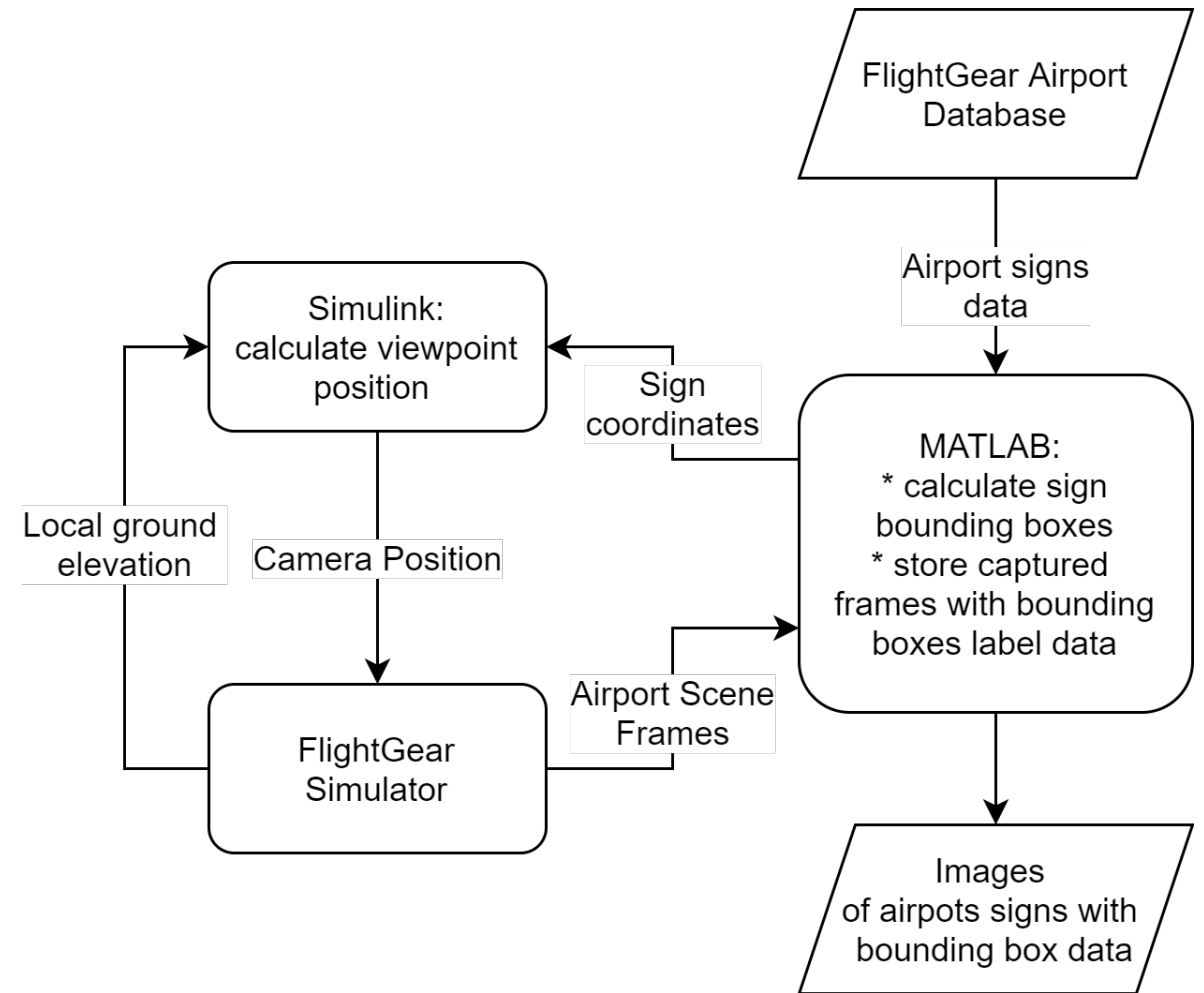 FlightGear Airport
Database
Airport signs
data
Simulink:
calculate viewpoint
position
Sign
coordinates
MATLAB:
* calculate sign
bounding boxes
* store captured
frames with bounding
boxes label data
Local ground
elevation
Camera Position
Airport Scene
Frames
FlightGear
Simulator
Images
of airpots signs with
bounding box data